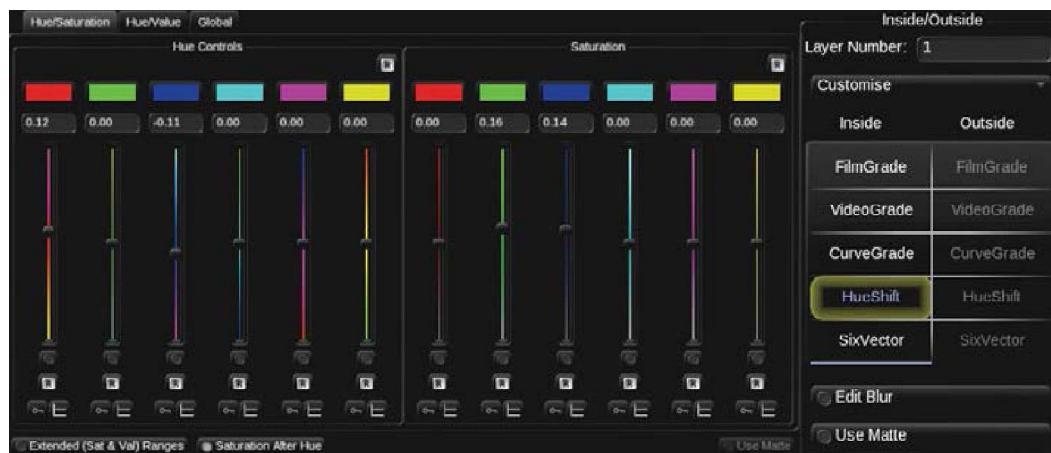 Hue/Saturation Hue/Value Global
Hue Controls
R
0.12 0.00 -0.11 0.00 0.00 0.00
R R R R R R
Saturation
R
0.00 0.16 0.14 0.00 0.00 0.00
R R R R R R
Extended (Sat & Val) Ranges Saturation After Hue Use Matte
Inside/Outside
Layer Number: 1
Customise
Inside Outside
FilmGrade FilmGrade
VideoGrade VideoGrade
CurveGrade CurveGrade
HueShift HueShift
SixVector SixVector
Edit Blur
Use Matte